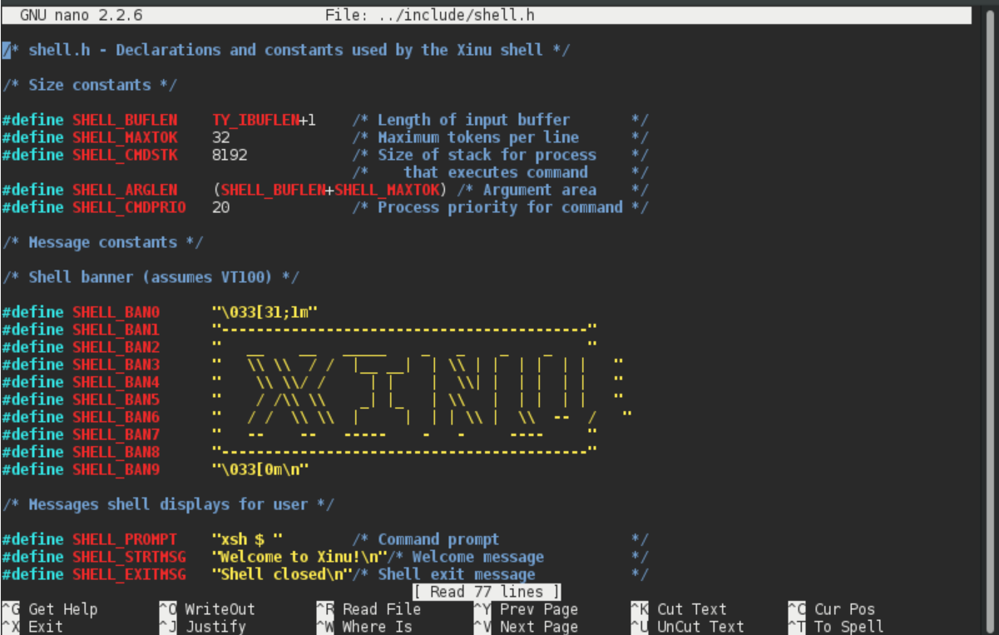 GNU nano 2.2.6                     File: ../include/shell.h
/* shell.h - Declarations and constants used by the Xinu shell */
/* Size constants */
#define SHELL_BUFLEN    TY_IBUFLEN+1    /* Length of input buffer       */
#define SHELL_MAXTOK    32              /* Maximum tokens per line      */
#define SHELL_CMDSTK    8192            /* Size of stack for process    */
                                        /*    that executes command     */
#define SHELL_ARGLEN    (SHELL_BUFLEN+SHELL_MAXTOK) /* Argument area    */
#define SHELL_CMDPRIO   20              /* Process priority for command */
/* Message constants */
/* Shell banner (assumes VT100) */
#define SHELL_BAN0      "\033[31;1m"
#define SHELL_BAN1      "------------------------------------------"
#define SHELL_BAN2      "   __    __   _____    _   _    _    _    "
#define SHELL_BAN3      "   \\ \\  / /  |__ __|  | | \\ | |  | |  | |   "
#define SHELL_BAN4      "    \\ \\/ /     | |    |   \\| |  | |  | |   "
#define SHELL_BAN5      "    / /\\ \\    _| |_   | \\   |  | |  | |   "
#define SHELL_BAN6      "   / /  \\ \\  |     |  | | \\ |  \\ --  /    "
#define SHELL_BAN7      "   --    --   -----    -   -     ----     "
#define SHELL_BAN8      "------------------------------------------"
#define SHELL_BAN9      "\033[0m\n"
/* Messages shell displays for user */
#define SHELL_PROMPT    "xsh $ "        /* Command prompt               */
#define SHELL_STRTMSG   "Welcome to Xinu!\n"/* Welcome message          */
#define SHELL_EXITMSG   "Shell closed\n"/* Shell exit message           */
[ Read 77 lines ]
^G Get Help       ^O WriteOut       ^R Read File      ^Y Prev Page      ^K Cut Text       ^C Cur Pos
^X Exit           ^J Justify        ^W Where Is       ^V Next Page      ^U UnCut Text     ^T To Spell